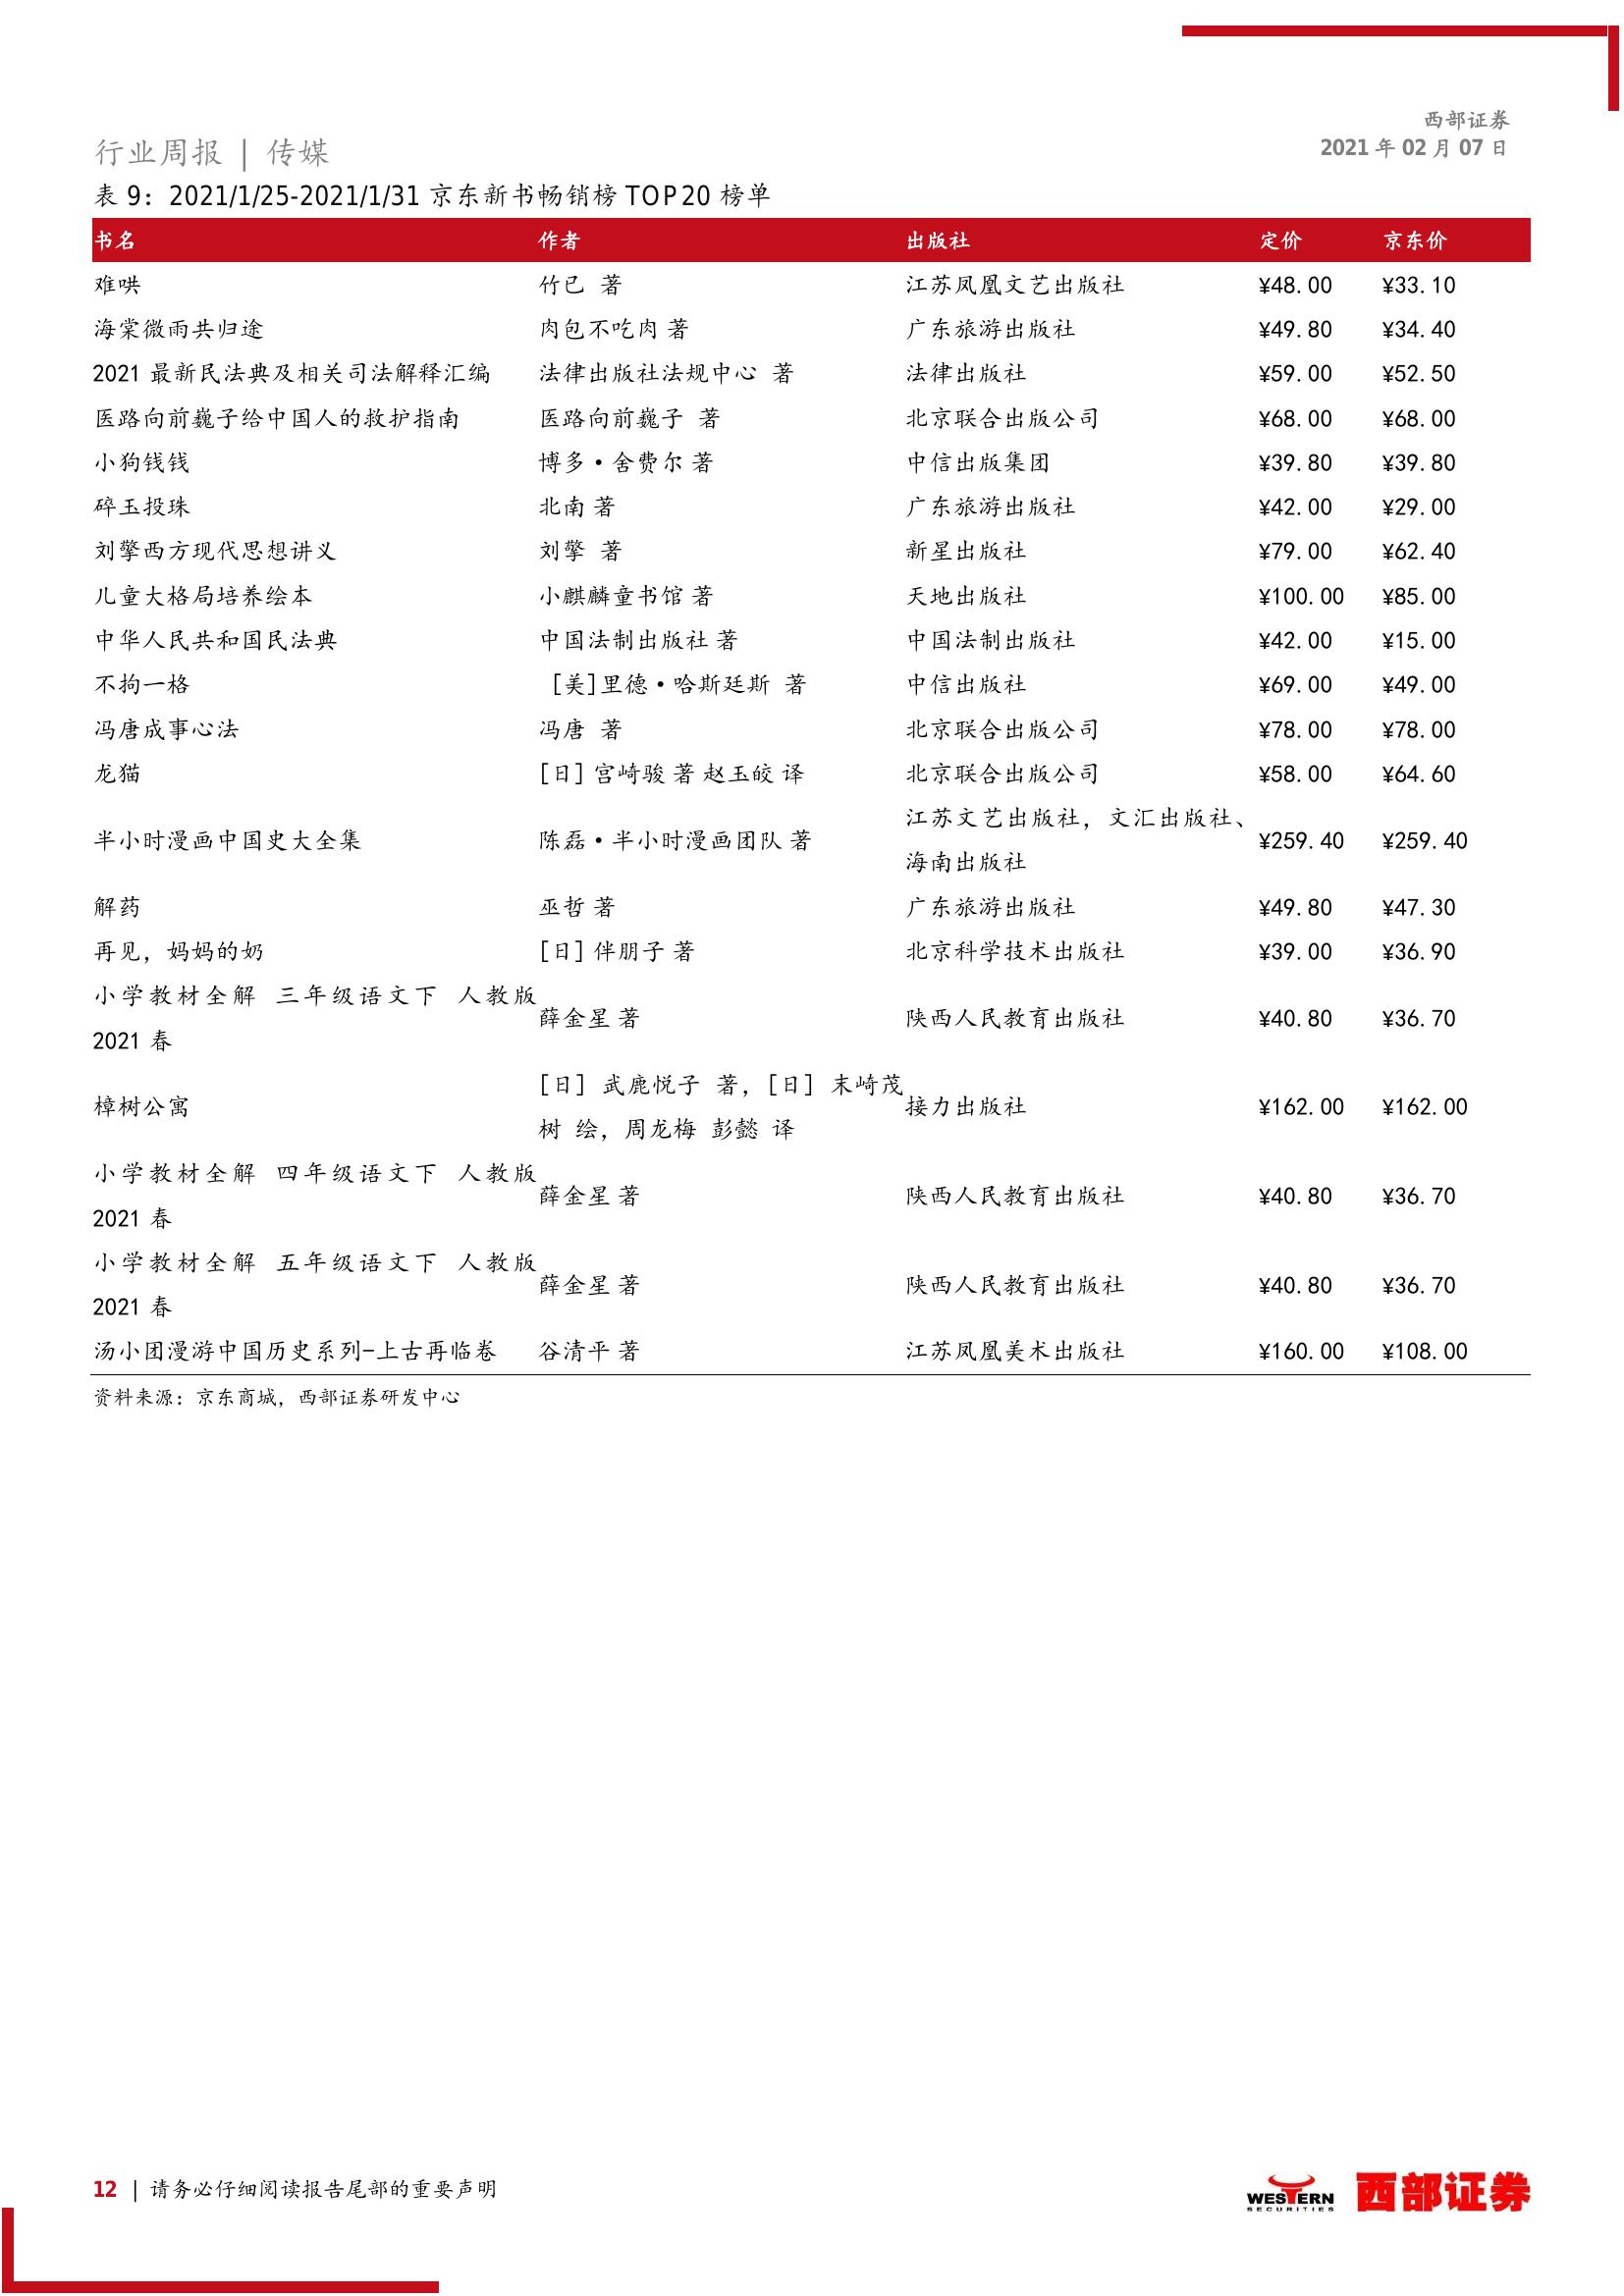 西部证券
2021 年 02 月 07 日
行业周报 | 传媒
表 9：2021/1/25-2021/1/31 京东新书畅销榜 TOP20 榜单
书名 作者 出版社 定价 京东价
难哄 竹已 著 江苏凤凰文艺出版社 ¥48.00 ¥33.10
海棠微雨共归途 肉包不吃肉 著 广东旅游出版社 ¥49.80 ¥34.40
2021 最新民法典及相关司法解释汇编 法律出版社法规中心 著 法律出版社 ¥59.00 ¥52.50
医路向前巍子给中国人的救护指南 医路向前巍子 著 北京联合出版公司 ¥68.00 ¥68.00
小狗钱钱 博多·舍费尔 著 中信出版集团 ¥39.80 ¥39.80
碎玉投珠 北南 著 广东旅游出版社 ¥42.00 ¥29.00
刘擎西方现代思想讲义 刘擎 著 新星出版社 ¥79.00 ¥62.40
儿童大格局培养绘本 小麒麟童书馆 著 天地出版社 ¥100.00 ¥85.00
中华人民共和国民法典 中国法制出版社 著 中国法制出版社 ¥42.00 ¥15.00
不拘一格 [美]里德·哈斯廷斯 著 中信出版社 ¥69.00 ¥49.00
冯唐成事心法 冯唐 著 北京联合出版公司 ¥78.00 ¥78.00
龙猫 [日] 宫崎骏 著 赵玉皎 译 北京联合出版公司 ¥58.00 ¥64.60
半小时漫画中国史大全集 陈磊·半小时漫画团队 著 江苏文艺出版社，文汇出版社、
海南出版社 ¥259.40 ¥259.40
解药 巫哲 著 广东旅游出版社 ¥49.80 ¥47.30
再见，妈妈的奶 [日] 伴朋子 著 北京科学技术出版社 ¥39.00 ¥36.90
小学教材全解 三年级语文下 人教版
2021 春 薛金星 著 陕西人民教育出版社 ¥40.80 ¥36.70
樟树公寓 [日] 武鹿悦子 著，[日] 末崎茂
树 绘，周龙梅 彭懿 译 接力出版社 ¥162.00 ¥162.00
小学教材全解 四年级语文下 人教版
2021 春 薛金星 著 陕西人民教育出版社 ¥40.80 ¥36.70
小学教材全解 五年级语文下 人教版
2021 春 薛金星 著 陕西人民教育出版社 ¥40.80 ¥36.70
汤小团漫游中国历史系列-上古再临卷 谷清平 著 江苏凤凰美术出版社 ¥160.00 ¥108.00
资料来源：京东商城，西部证券研发中心
12 | 请务必仔细阅读报告尾部的重要声明
WESTERN
SECURITIES
西部证券